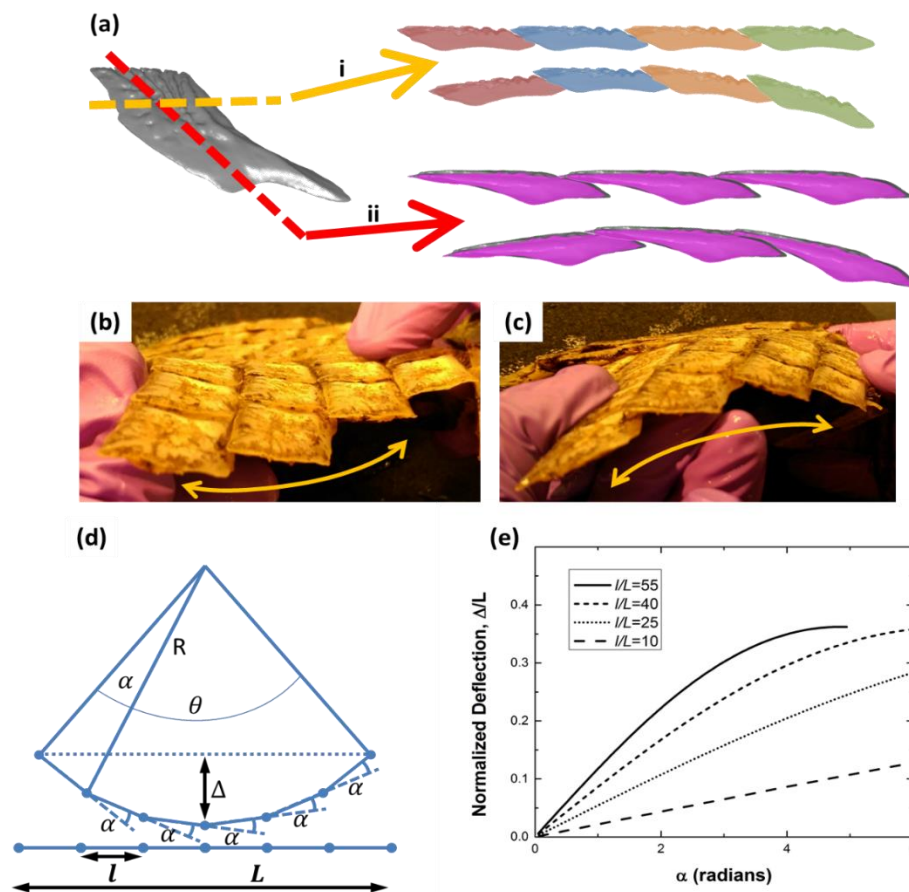 (a)
i
ii
(b)
(c)
(d)
R
α
θ
Δ
α
α
α
α
α
l
L
(e)
Normalized Deflection, Δ/L
0.4
0.3
0.2
0.1
0.0
l/L=55
l/L=40
l/L=25
l/L=10
0
2
4
α (radians)